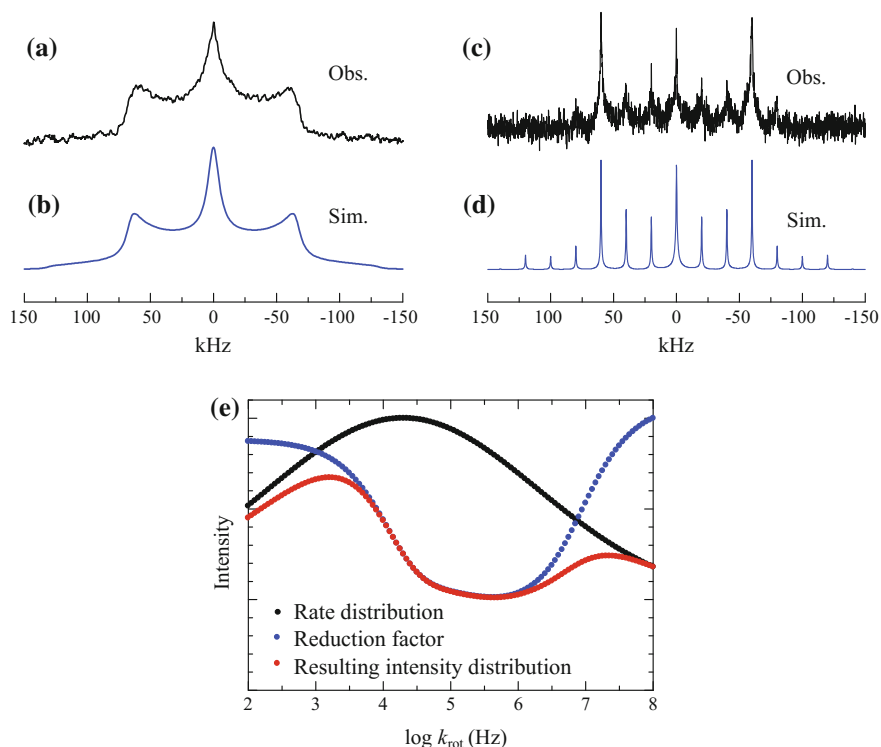 (a)
Obs.
(b)
Sim.
150 100 50 0 -50 -100 -150
kHz
(c)
Obs.
(d)
Sim.
150 100 50 0 -50 -100 -150
kHz
(e)
Intensity
Rate distribution
Reduction factor
Resulting intensity distribution
2 3 4 5 6 7 8
log k_rot (Hz)